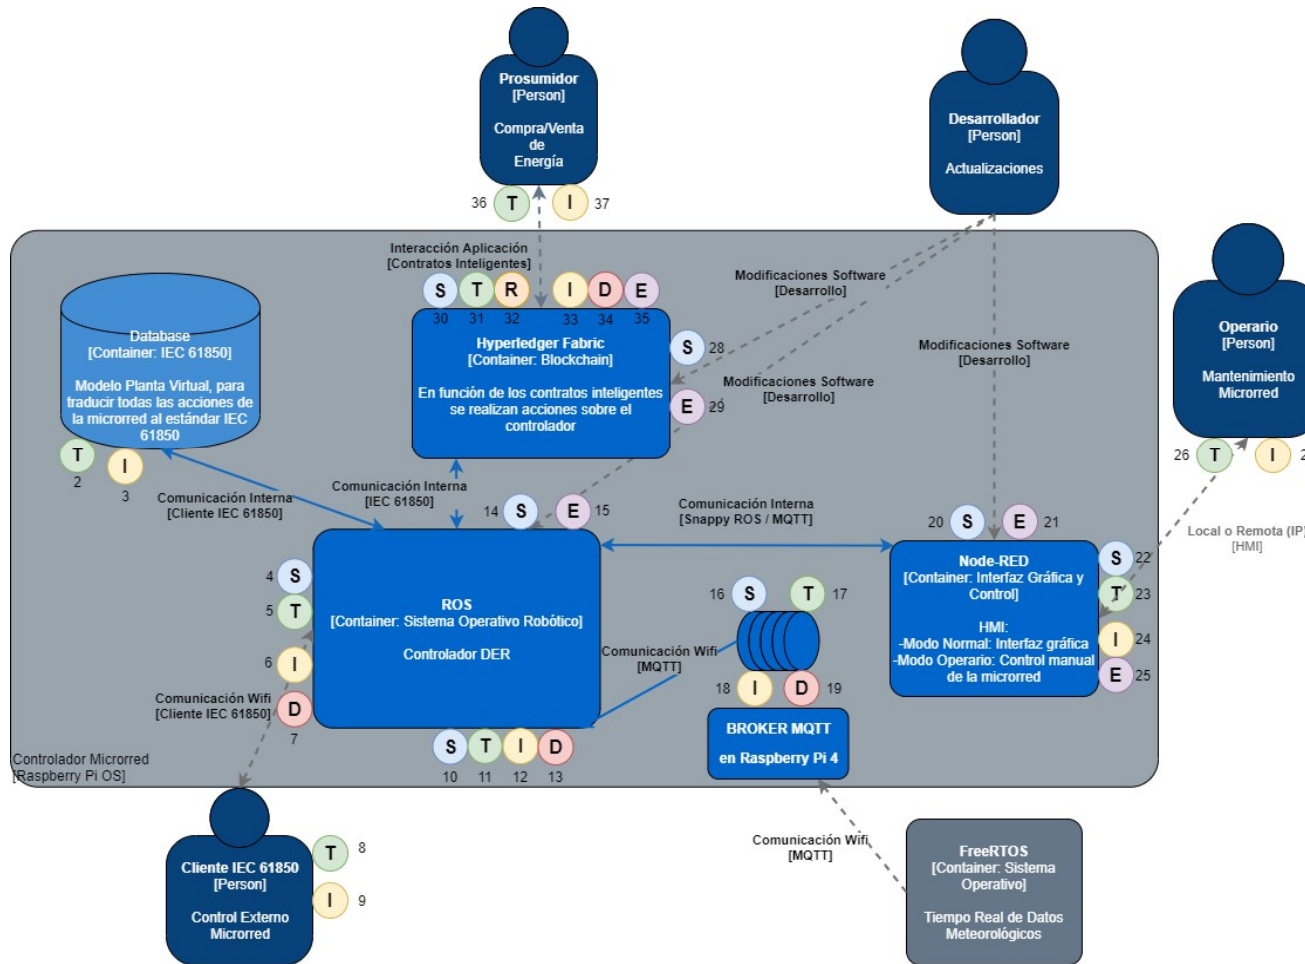 Prosumidor
[Person]
Compra/Venta
de
Energía
36
T
I
37
Desarrollador
[Person]
Actualizaciones
Operario
[Person]
Mantenimiento
Microrred
26
T
I
2
Local o Remota (IP)
[HMI]
Interacción Aplicación
[Contratos Inteligentes]
S
T
R
I
D
E
30
31
32
33
34
35
Modificaciones Software
[Desarrollo]
Modificaciones Software
[Desarrollo]
Modificaciones Software
[Desarrollo]
Database
[Container: IEC 61850]
Modelo Planta Virtual, para
traducir todas las acciones de
la microrred al estándar IEC
61850
T
2
I
3
Hyperledger Fabric
[Container: Blockchain]
En función de los contratos inteligentes
se realizan acciones sobre el
controlador
S
28
E
29
Comunicación Interna
[Cliente IEC 61850]
Comunicación Interna
[IEC 61850]
Comunicación Interna
[Snappy ROS / MQTT]
14
S
E
15
20
S
E
21
4
S
5
T
6
I
D
7
ROS
[Container: Sistema Operativo Robótico]
Controlador DER
S
T
I
D
10
11
12
13
Comunicación Wifi
[Cliente IEC 61850]
Comunicación Wifi
[MQTT]
16
S
T
17
18
I
D
19
BROKER MQTT
en Raspberry Pi 4
Node-RED
[Container: Interfaz Gráfica y
Control]
HMI:
-Modo Normal: Interfaz gráfica
-Modo Operario: Control manual
de la microrred
S
22
T
23
I
24
E
25
Controlador Microrred
[Raspberry Pi OS]
Cliente IEC 61850
[Person]
Control Externo
Microrred
T
8
I
9
Comunicación Wifi
[MQTT]
FreeRTOS
[Container: Sistema
Operativo]
Tiempo Real de Datos
Meteorológicos